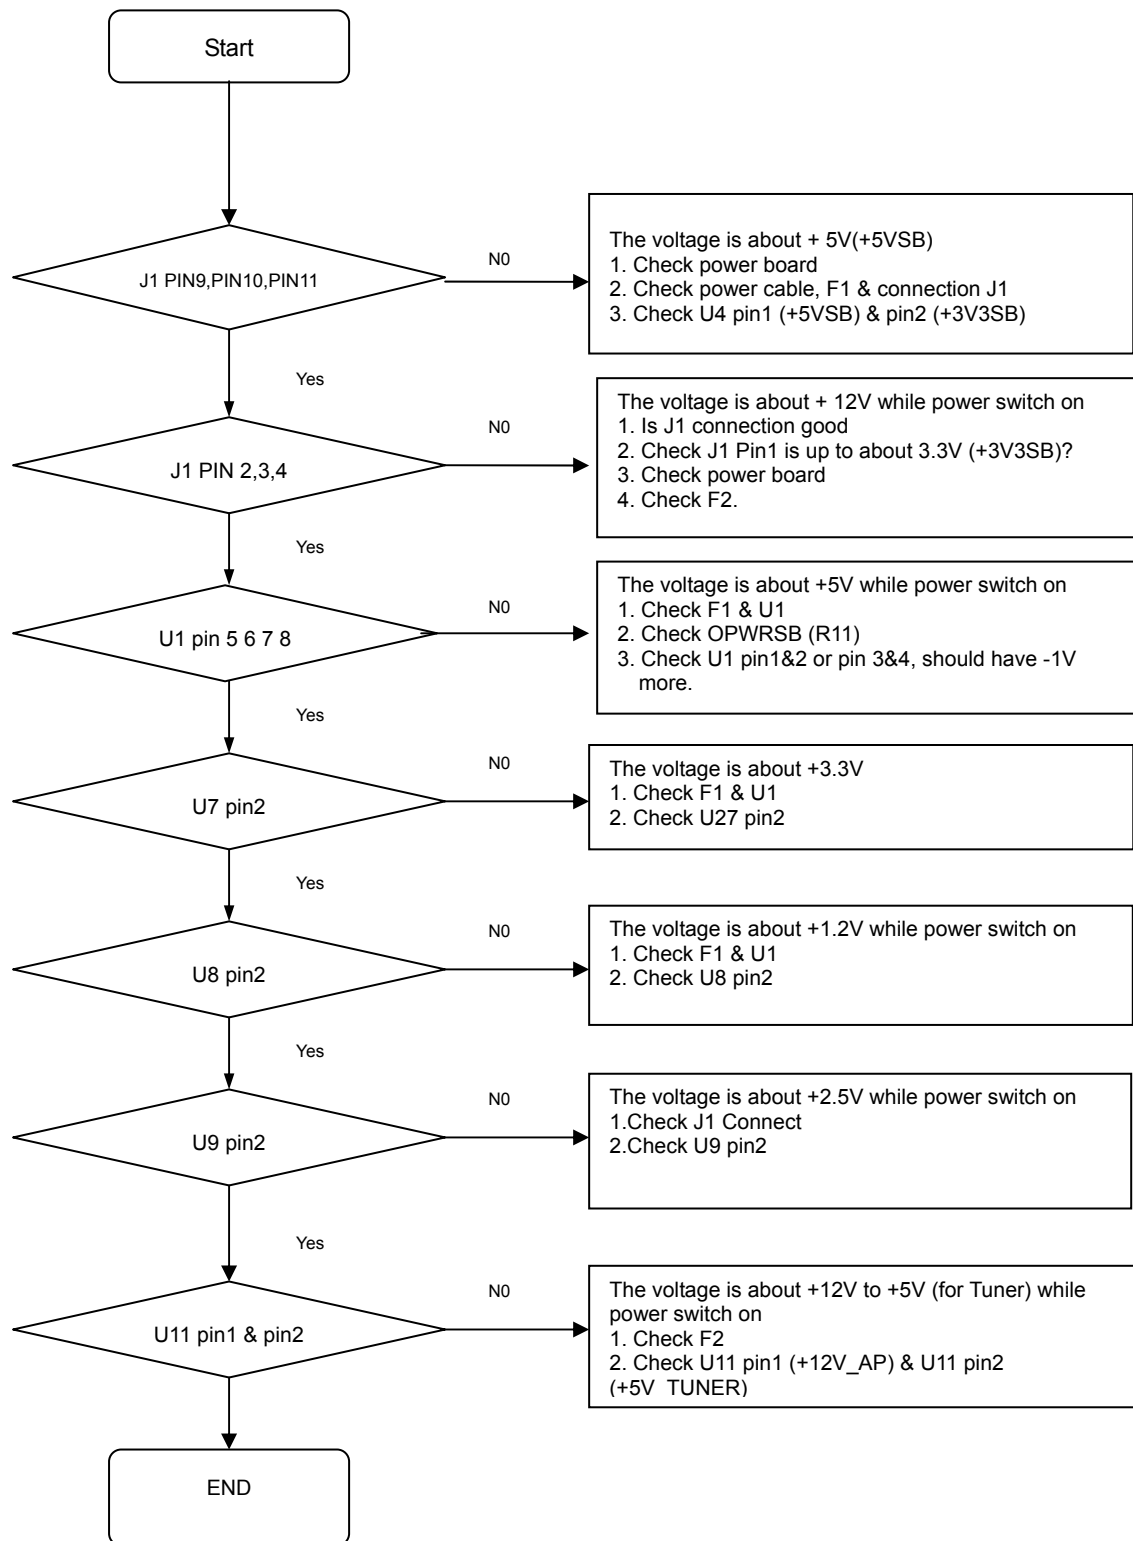 Start
J1 PIN9,PIN10,PIN11
N0
The voltage is about + 5V(+5VSB)
1. Check power board
2. Check power cable, F1 & connection J1
3. Check U4 pin1 (+5VSB) & pin2 (+3V3SB)
Yes
J1 PIN 2,3,4
N0
The voltage is about + 12V while power switch on
1. Is J1 connection good
2. Check J1 Pin1 is up to about 3.3V (+3V3SB)?
3. Check power board
4. Check F2.
Yes
U1 pin 5 6 7 8
N0
The voltage is about +5V while power switch on
1. Check F1 & U1
2. Check OPWRSB (R11)
3. Check U1 pin1&2 or pin 3&4, should have -1V
more.
Yes
U7 pin2
N0
The voltage is about +3.3V
1. Check F1 & U1
2. Check U27 pin2
Yes
U8 pin2
N0
The voltage is about +1.2V while power switch on
1. Check F1 & U1
2. Check U8 pin2
Yes
U9 pin2
N0
The voltage is about +2.5V while power switch on
1.Check J1 Connect
2.Check U9 pin2
Yes
U11 pin1 & pin2
N0
The voltage is about +12V to +5V (for Tuner) while
power switch on
1. Check F2
2. Check U11 pin1 (+12V_AP) & U11 pin2
(+5V_TUNER)
END